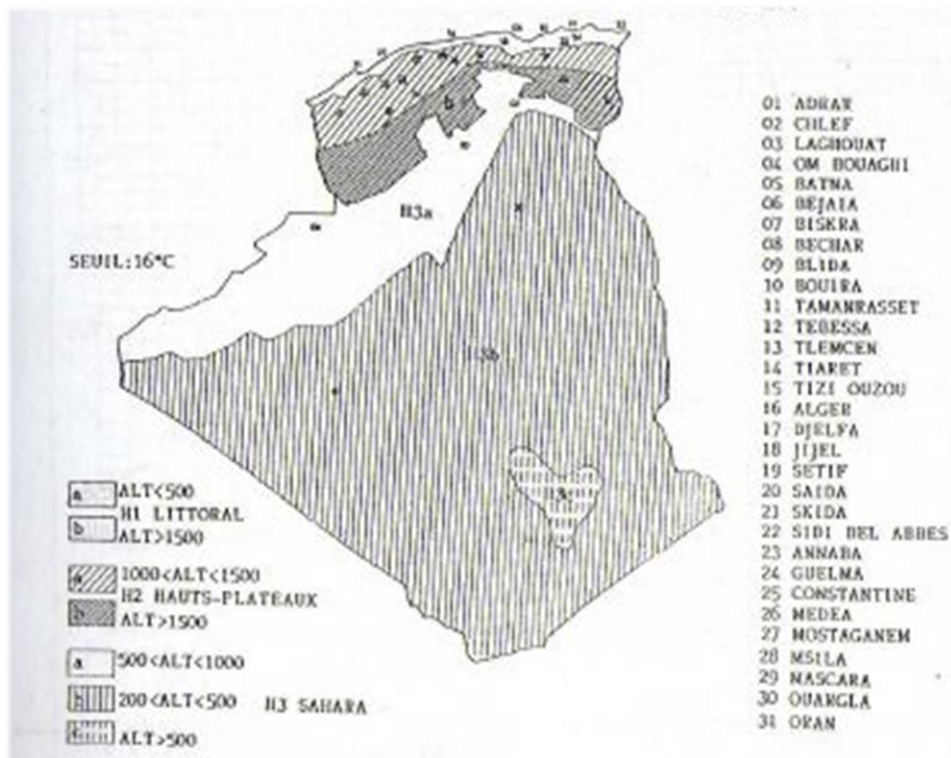 SEUIL:16°C
H3a
H3b
a ALT<500
H1 LITTORAL
b ALT>1500
a 1000<ALT<1500
H2 HAUTS-PLATEAUX
b ALT>1500
a 500<ALT<1000
b 200<ALT<500 H3 SAHARA
c ALT>500
01 ADRAR
02 CHLEF
03 LAGHOUAT
04 OM BOUAGHI
05 BATNA
06 BEJAIA
07 BISKRA
08 BECHAR
09 BLIDA
10 BOUIRA
11 TAMANRASSET
12 TEBESSA
13 TLEMCEN
14 TIARET
15 TIZI OUZOU
16 ALGER
17 DJELFA
18 JIJEL
19 SETIF
20 SAIDA
21 SKIDA
22 SIDI BEL ABBES
23 ANNABA
24 GUELMA
25 CONSTANTINE
26 MEDEA
27 MOSTAGANEM
28 MSILA
29 MASCARA
30 OUARGLA
31 ORAN